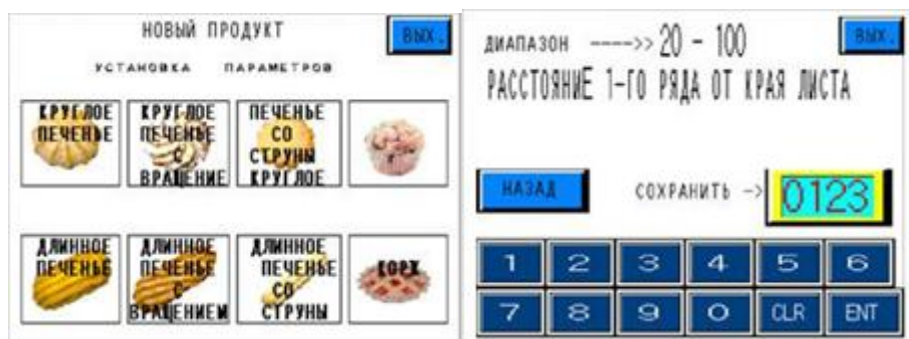 НОВЫЙ ПРОДУКТ
ВЫХ.
УСТАНОВКА ПАРАМЕТРОВ
КРУГЛОЕ
ПЕЧЕНЬЕ
КРУГЛОЕ
ПЕЧЕНЬЕ
С
ВРАЩЕНИЕ
ПЕЧЕНЬЕ
СО
СТРУНЫ
КРУГЛОЕ
ДЛИННОЕ
ПЕЧЕНЬЕ
ДЛИННОЕ
ПЕЧЕНЬЕ
С
ВРАЩЕНИЕМ
ДЛИННОЕ
ПЕЧЕНЬЕ
СО
СТРУНЫ
КОРЖ
ДИАПАЗОН ---->> 20 - 100
ВЫХ.
РАССТОЯНИЕ 1-ГО РЯДА ОТ КРАЯ ЛИСТА
НАЗАД
СОХРАНИТЬ ->
0123
1 2 3 4 5 6
7 8 9 0 CLR ENT